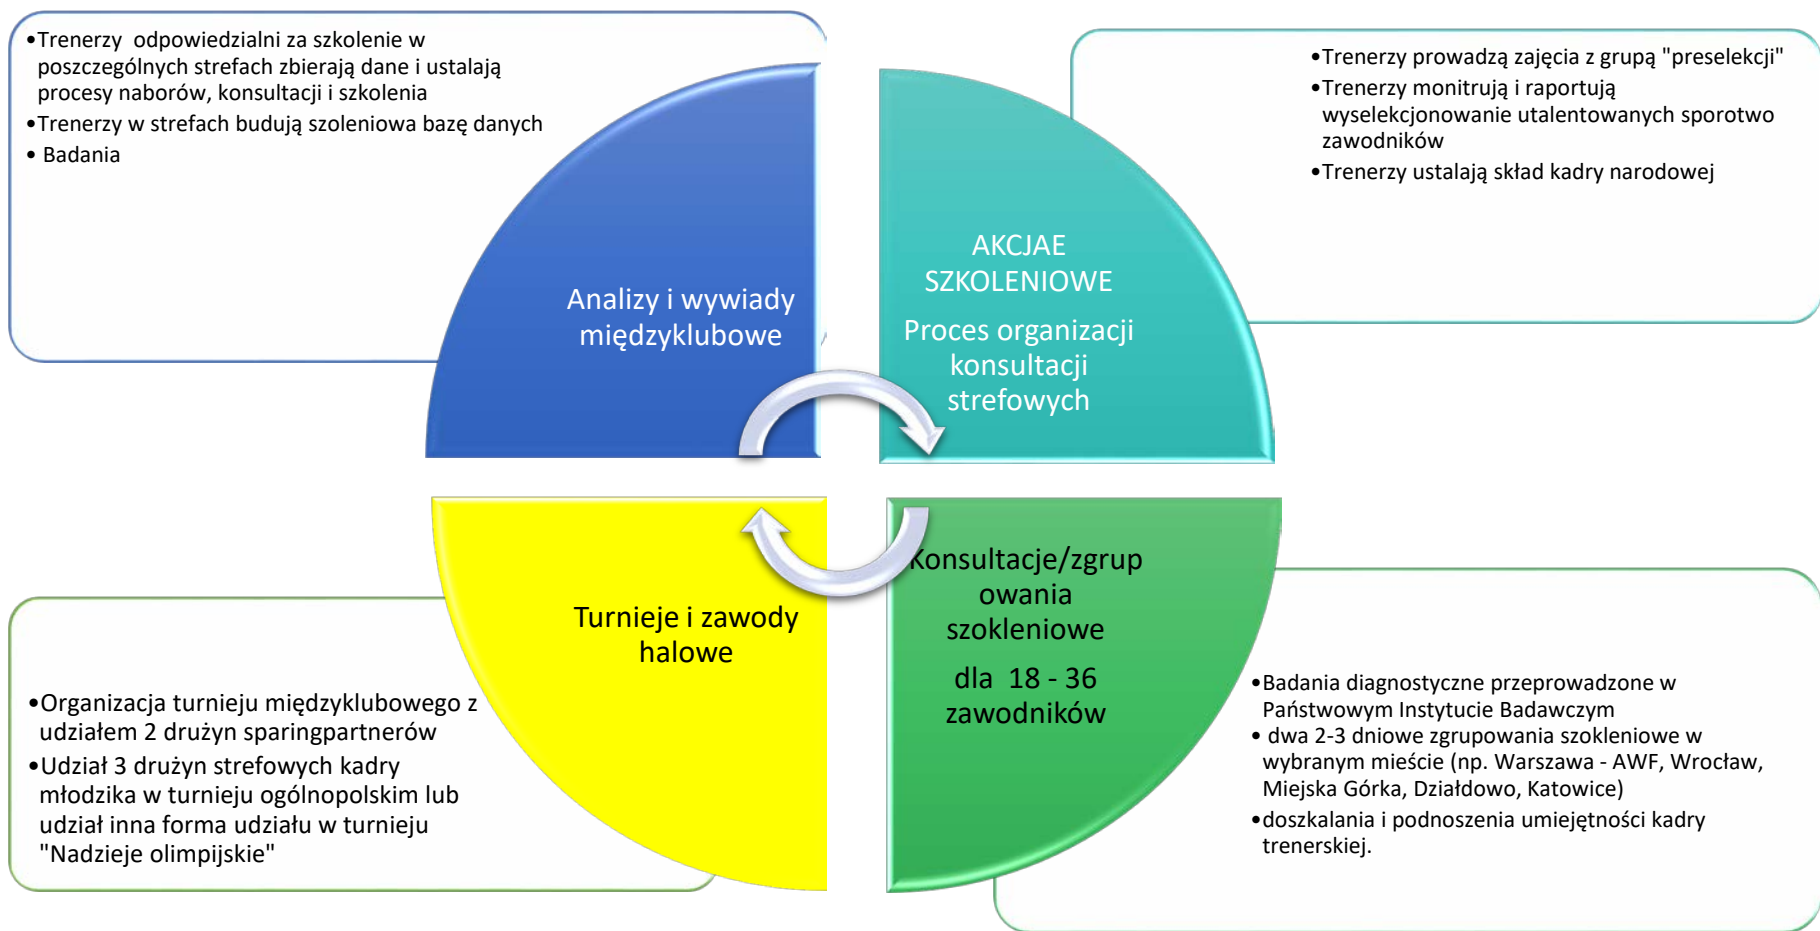 •Trenerzy  odpowiedzialni za szkolenie w
poszczególnych strefach zbierają dane i ustalają
procesy naborów, konsultacji i szkolenia
•Trenerzy w strefach budują szoleniowa bazę danych
• Badania
•Trenerzy prowadzą zajęcia z grupą "preselekcji"
•Trenerzy monitrują i raportują
wyselekcjonowanie utalentowanych sporotwo
zawodników
•Trenerzy ustalają skład kadry narodowej
Analizy i wywiady
międzyklubowe
AKCJAE
SZKOLENIOWE
Proces organizacji
konsultacji
strefowych
Turnieje i zawody
halowe
Konsultacje/zgrup
owania
szokleniowe
dla  18 - 36
zawodników
•Organizacja turnieju międzyklubowego z
udziałem 2 drużyn sparingpartnerów
•Udział 3 drużyn strefowych kadry
młodzika w turnieju ogólnopolskim lub
udział inna forma udziału w turnieju
"Nadzieje olimpijskie"
•Badania diagnostyczne przeprowadzone w
Państwowym Instytucie Badawczym
• dwa 2-3 dniowe zgrupowania szokleniowe w
wybranym mieście (np. Warszawa - AWF, Wrocław,
Miejska Górka, Działdowo, Katowice)
•doszkalania i podnoszenia umiejętności kadry
trenerskiej.